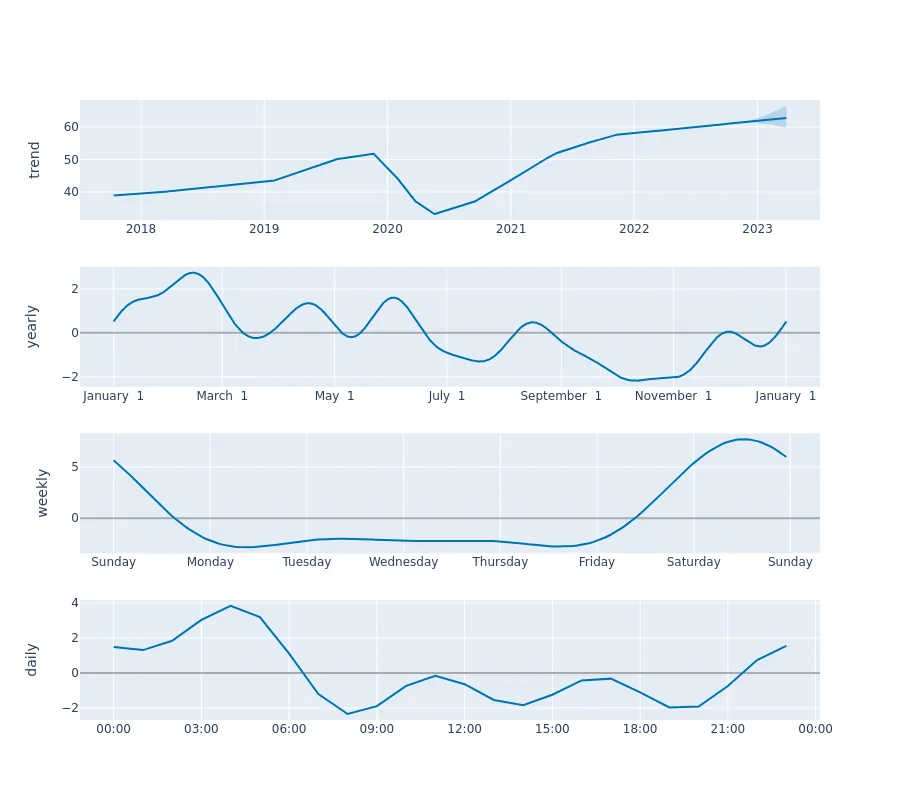 trend
60
50
40
2018 2019 2020 2021 2022 2023
yearly
2
0
−2
January 1 March 1 May 1 July 1 September 1 November 1 January 1
weekly
5
0
Sunday Monday Tuesday Wednesday Thursday Friday Saturday Sunday
daily
4
2
0
−2
00:00 03:00 06:00 09:00 12:00 15:00 18:00 21:00 00:00